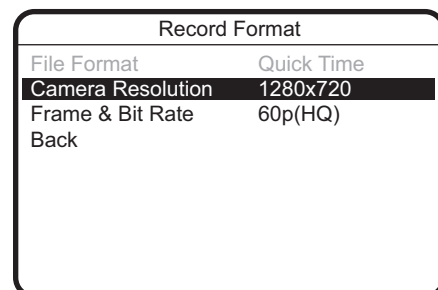 Record Format
File Format Quick Time
Camera Resolution 1280x720
Frame & Bit Rate 60p(HQ)
Back